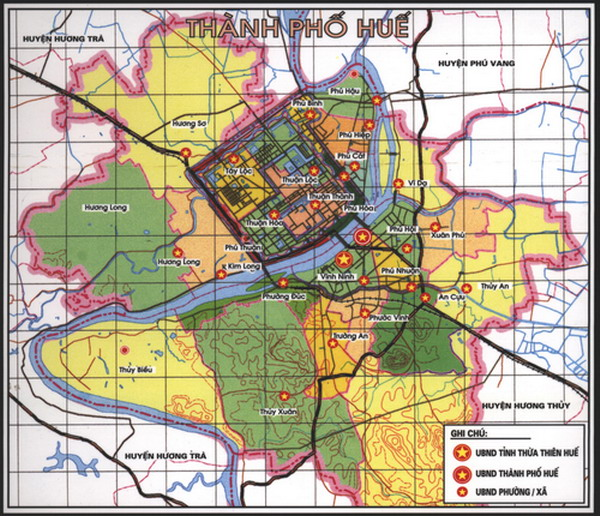 THÀNH PHỐ HUẾ
HUYỆN HƯƠNG TRÀ
HUYỆN PHÚ VANG
Phú Hậu
Phú Bình
Hương Sơ
Phú Hiệp
Phú Cát
Tây Lộc
Thuận Lộc
Vĩ Dạ
Thuận Thành
Hương Long
Phú Hòa
Thuận Hòa
Phú Hội
Xuân Phú
Phú Thuận
Hương Long
Kim Long
Vĩnh Ninh
Phú Nhuận
Phường Đúc
Thủy An
An Cựu
Phước Vĩnh
Trường An
Thủy Biều
Thủy Xuân
HUYỆN HƯƠNG THỦY
HUYỆN HƯƠNG TRÀ
GHI CHÚ:
UBND TỈNH THỪA THIÊN HUẾ
UBND THÀNH PHỐ HUẾ
UBND PHƯỜNG / XÃ